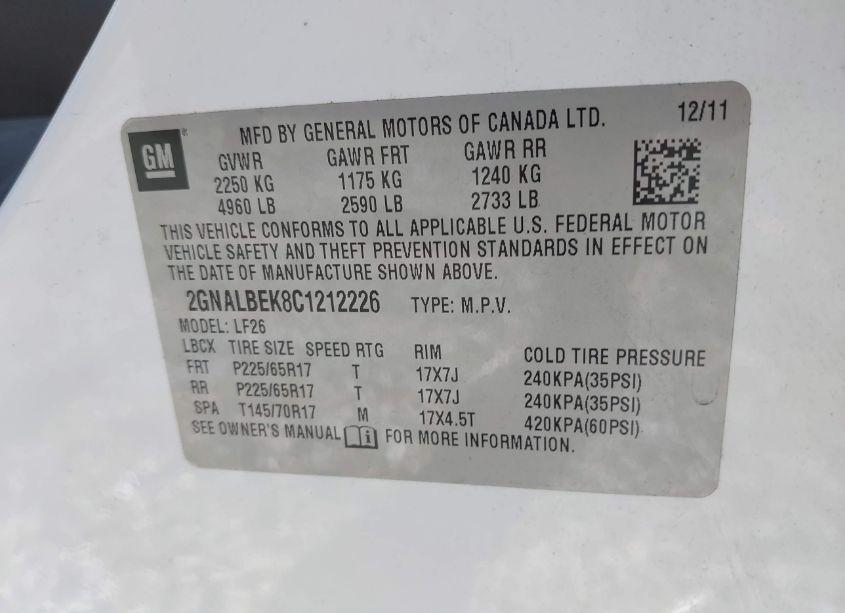 GM
MFD BY GENERAL MOTORS OF CANADA LTD. 12/11
GVWR GAWR FRT GAWR RR
2250 KG 1175 KG 1240 KG
4960 LB 2590 LB 2733 LB
THIS VEHICLE CONFORMS TO ALL APPLICABLE U.S. FEDERAL MOTOR
VEHICLE SAFETY AND THEFT PREVENTION STANDARDS IN EFFECT ON
THE DATE OF MANUFACTURE SHOWN ABOVE.
2GNALBEK8C1212226 TYPE: M.P.V.
MODEL: LF26
LBCX TIRE SIZE SPEED RTG RIM COLD TIRE PRESSURE
FRT P225/65R17 T 17X7J 240KPA(35PSI)
RR P225/65R17 T 17X7J 240KPA(35PSI)
SPA T145/70R17 M 17X4.5T 420KPA(60PSI)
SEE OWNER'S MANUAL FOR MORE INFORMATION.